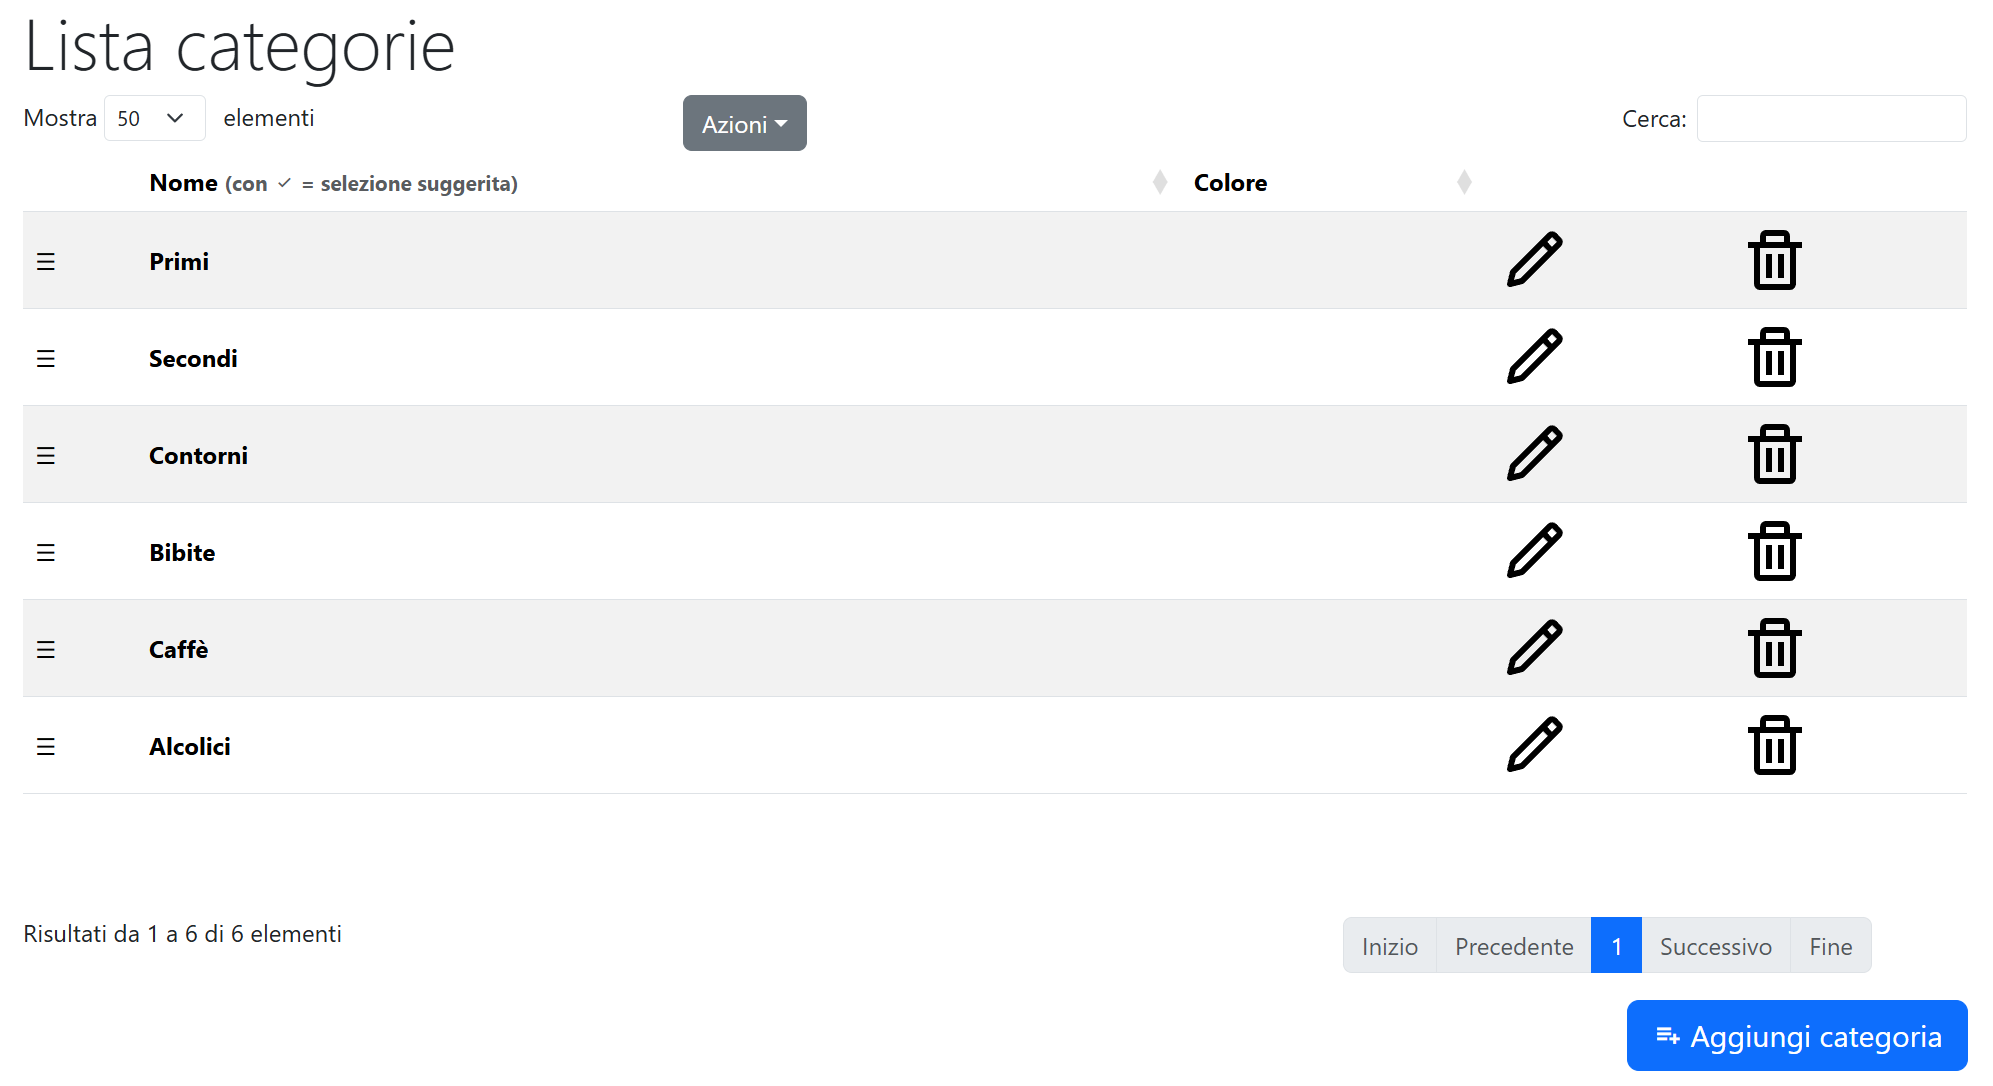 Lista categorie
Mostra 50 elementi
Azioni
Cerca:
Nome (con ✓ = selezione suggerita)
Colore
Primi
Secondi
Contorni
Bibite
Caffè
Alcolici
Risultati da 1 a 6 di 6 elementi
Inizio Precedente 1 Successivo Fine
Aggiungi categoria